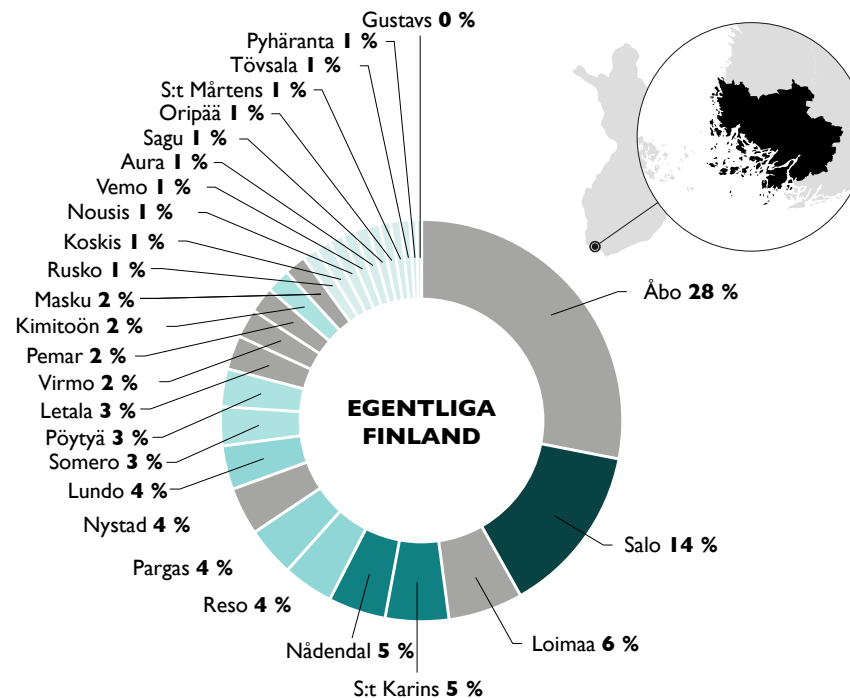 Gustavs 0 %
Pyhäranta 1 %
Tövsala 1 %
S:t Mårtens 1 %
Oripää 1 %
Sagu 1 %
Aura 1 %
Vemo 1 %
Nousis 1 %
Koskis 1 %
Rusko 1 %
Masku 2 %
Kimitoön 2 %
Pemar 2 %
Virmo 2 %
Letala 3 %
Pöytyä 3 %
Somero 3 %
Lundo 4 %
Nystad 4 %
Pargas 4 %
Reso 4 %
Nådendal 5 %
S:t Karins 5 %
Loimaa 6 %
Salo 14 %
Åbo 28 %
EGENTLIGA
FINLAND